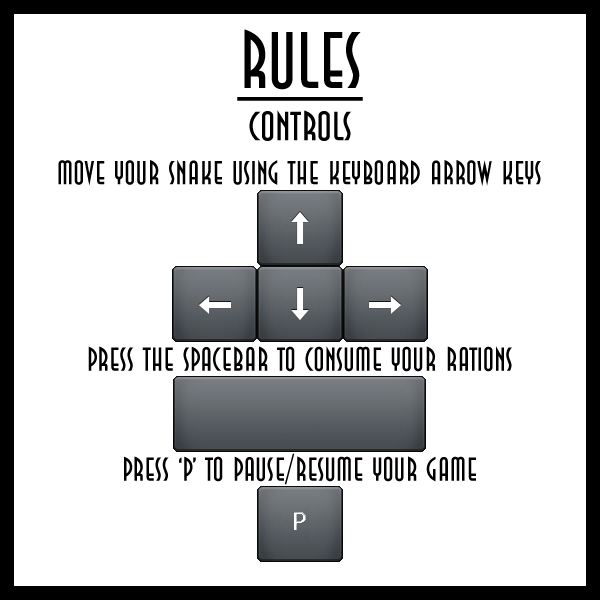 RULES
CONTROLS
MOVE YOUR SNAKE USING THE KEYBOARD ARROW KEYS
↑
← ↓ →
PRESS THE SPACEBAR TO CONSUME YOUR RATIONS
PRESS 'P' TO PAUSE/RESUME YOUR GAME
P